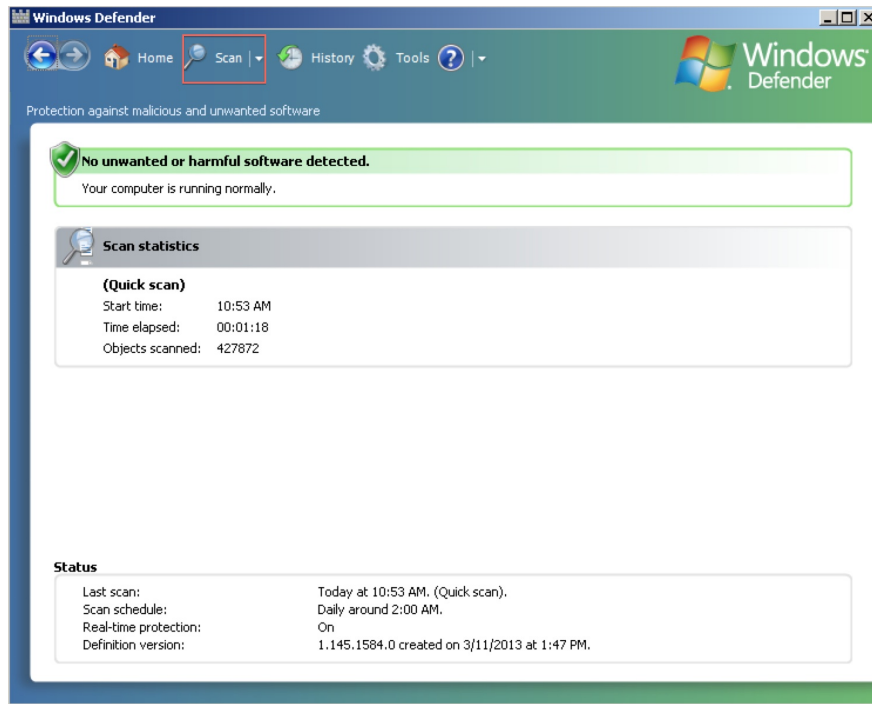 Windows Defender
Home Scan History Tools ?
Windows
Defender
Protection against malicious and unwanted software
No unwanted or harmful software detected.
Your computer is running normally.
Scan statistics
(Quick scan)
Start time: 10:53 AM
Time elapsed: 00:01:18
Objects scanned: 427872
Status
Last scan: Today at 10:53 AM. (Quick scan).
Scan schedule: Daily around 2:00 AM.
Real-time protection: On
Definition version: 1.145.1584.0 created on 3/11/2013 at 1:47 PM.